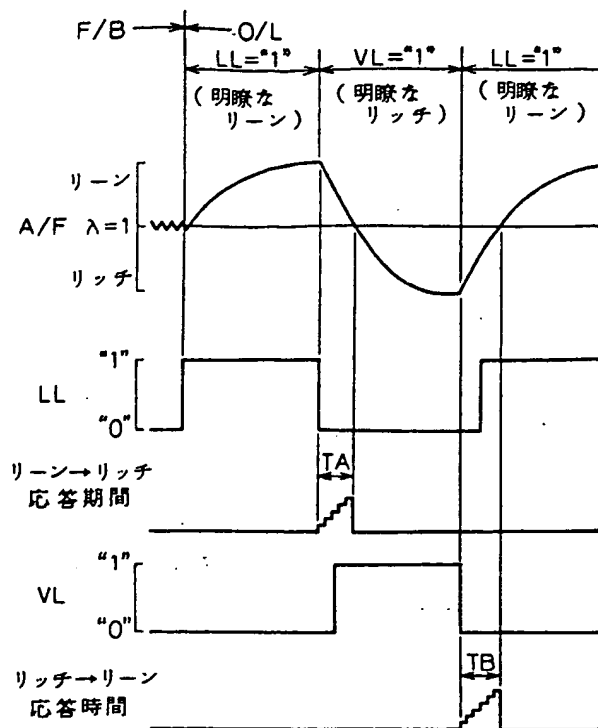 F/B O/L
LL="1" VL="1" LL="1"
(明瞭な (明瞭な (明瞭な
リーン) リッチ) リーン)
リーン
A/F λ=1
リッチ
"1"
LL
"0"
リーン→リッチ TA
応答期間
"1"
VL
"0"
リッチ→リーン TB
応答時間